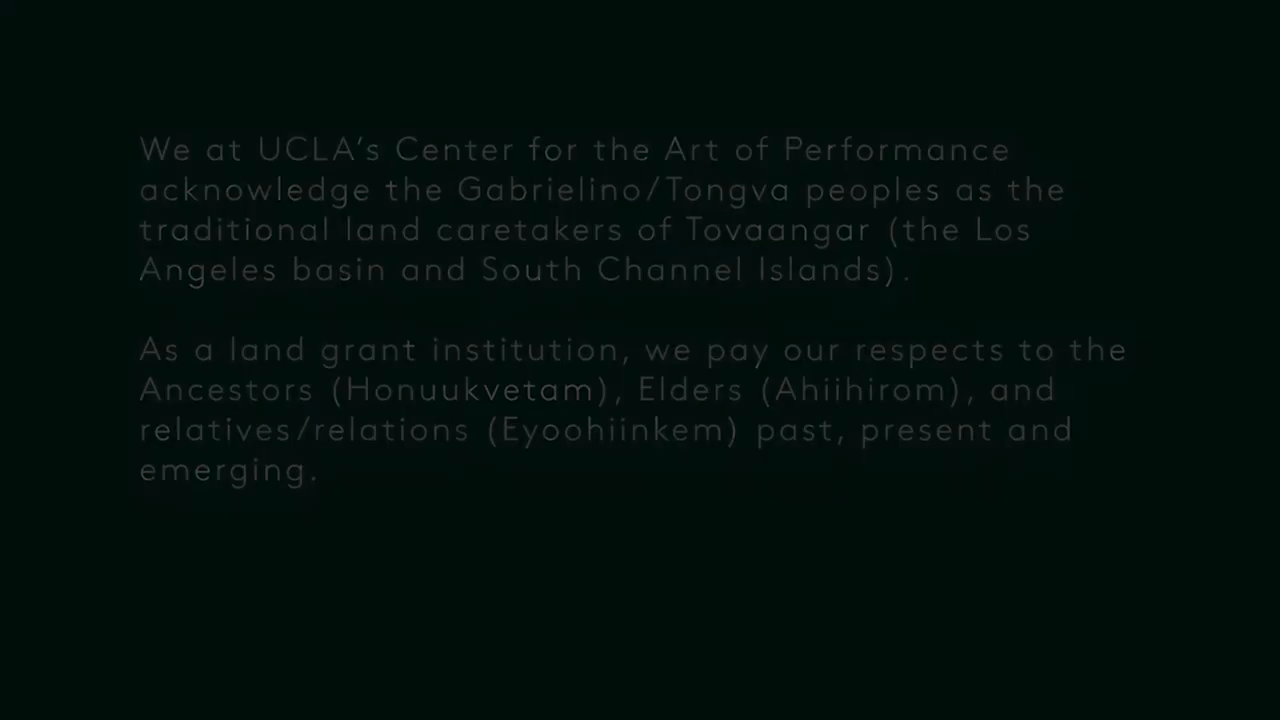 We at UCLA’s Center for the Art of Performance
acknowledge the Gabrielino/Tongva peoples as the
traditional land caretakers of Tovaangar (the Los
Angeles basin and South Channel Islands).
As a land grant institution, we pay our respects to the
Ancestors (Honuukvetam), Elders (Ahiihirom), and
relatives/relations (Eyoohiinkem) past, present and
emerging.